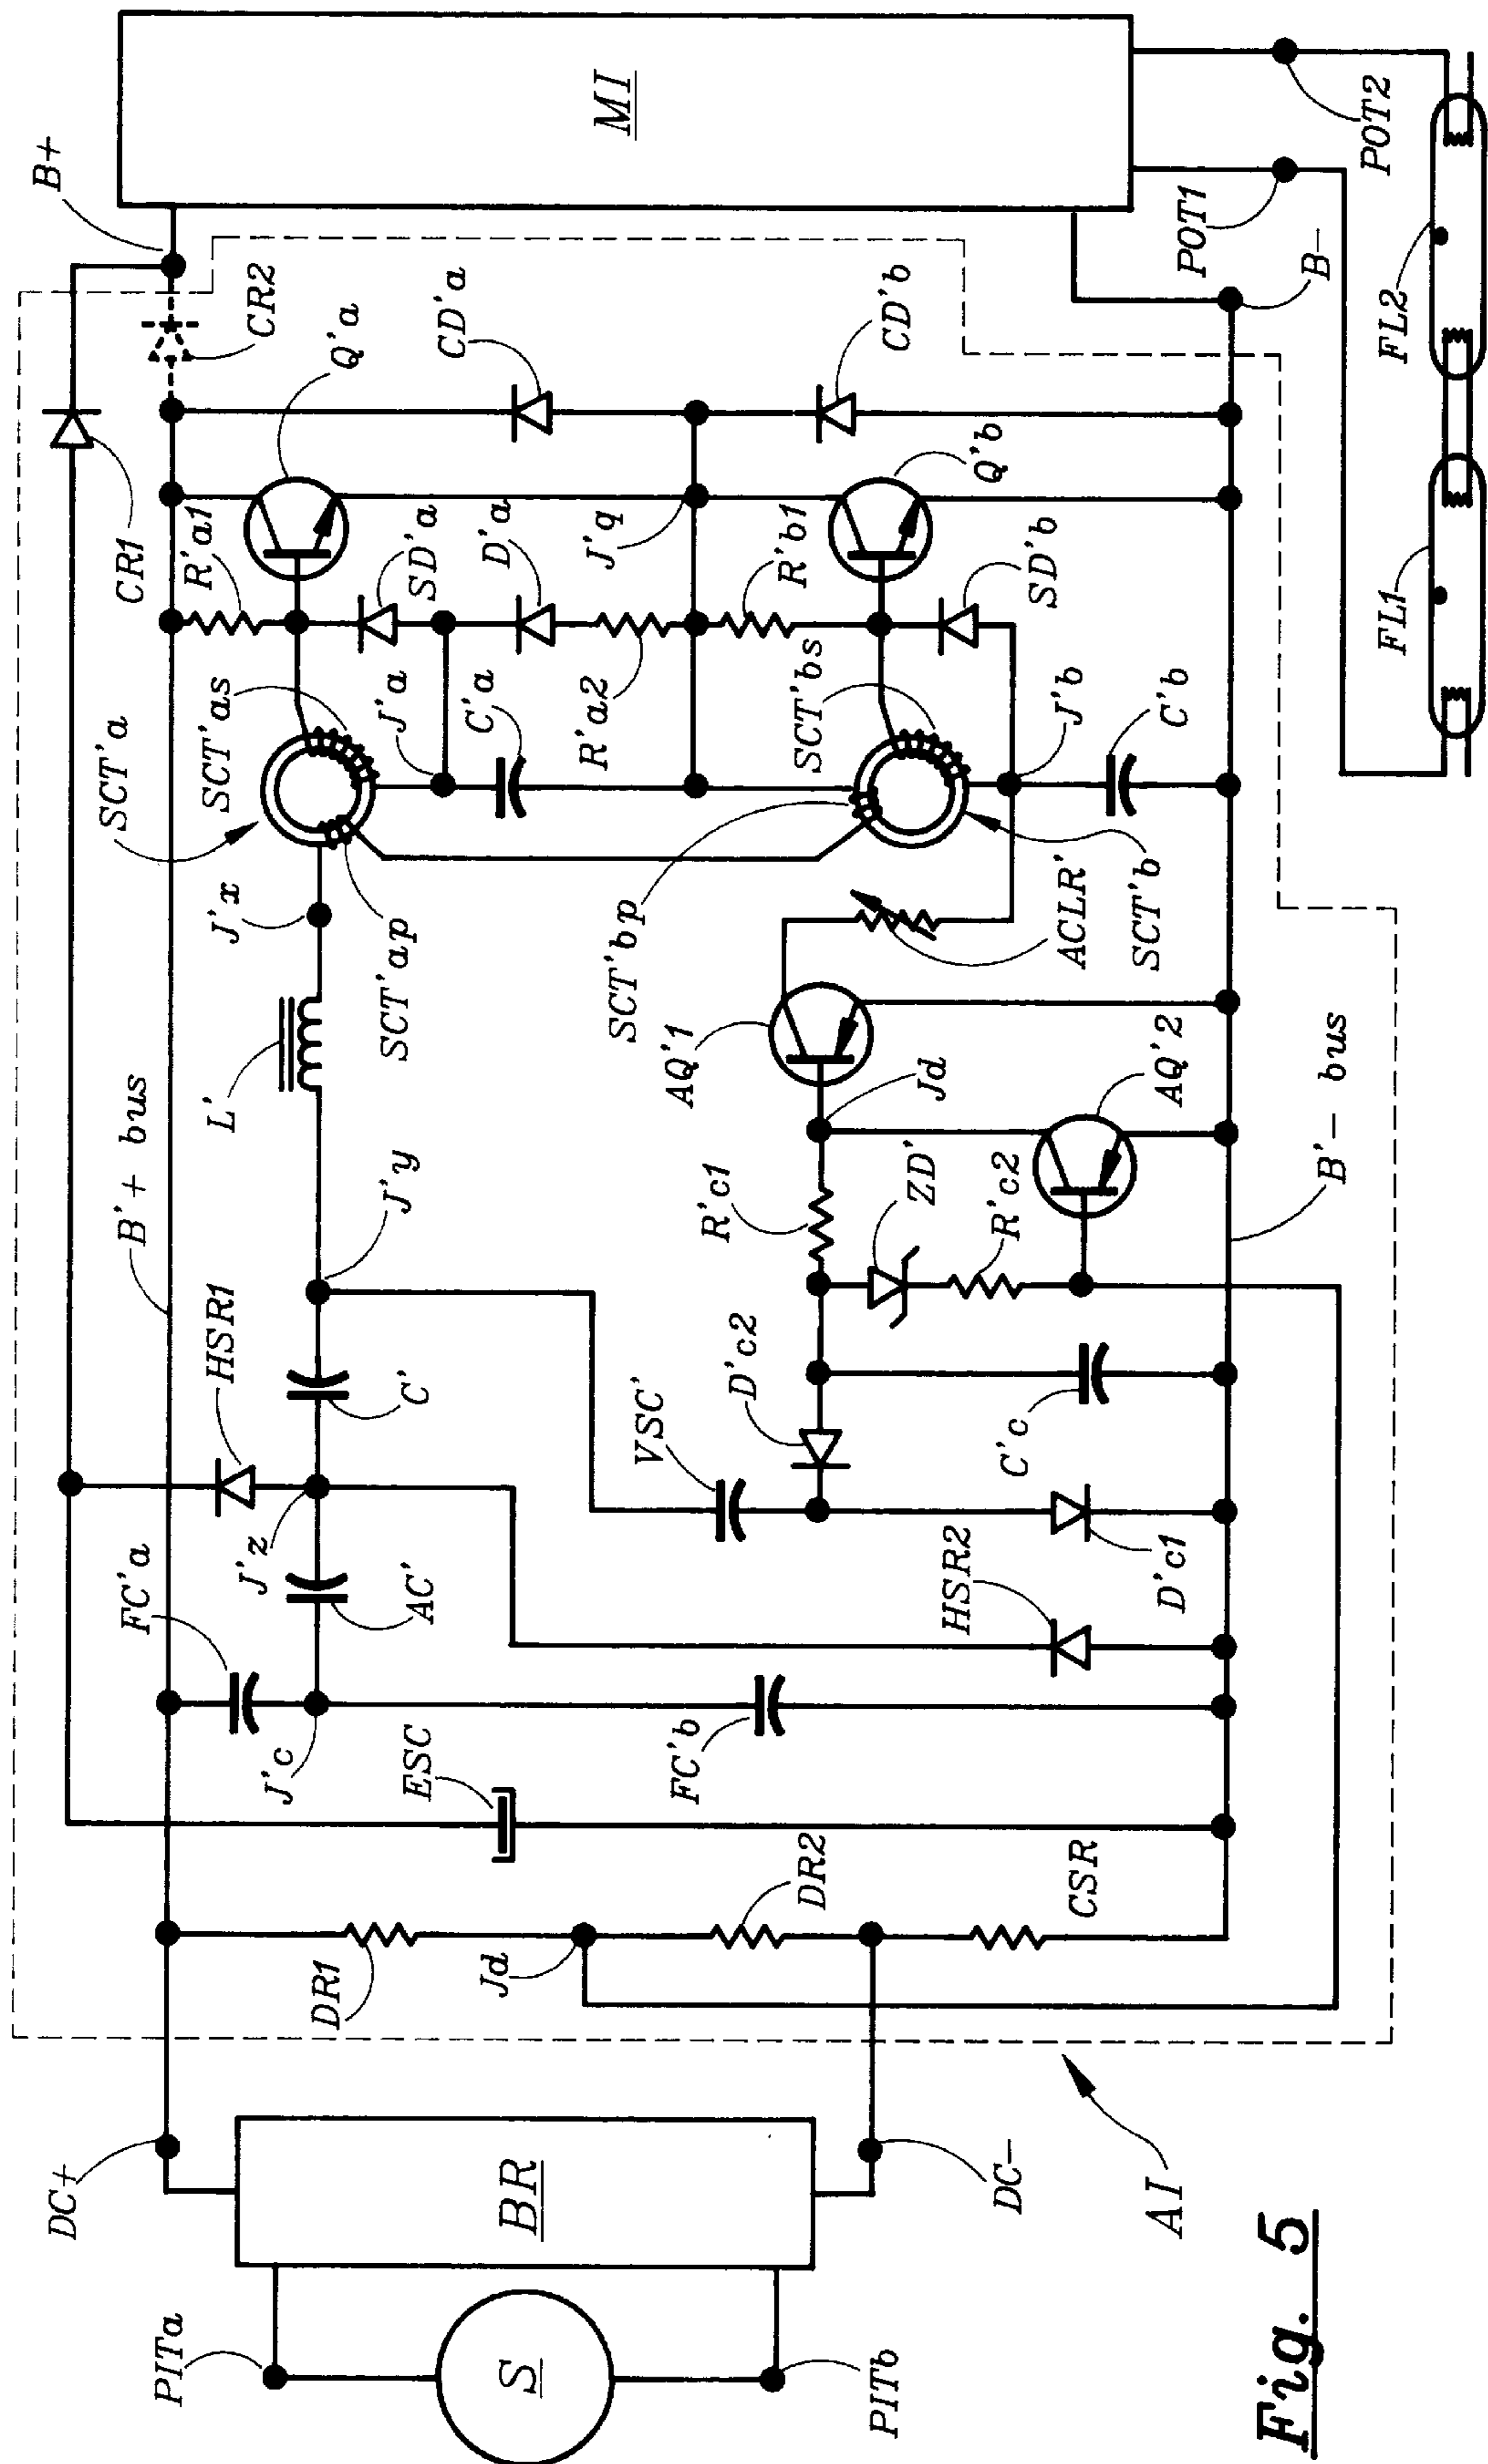 DC+
PITa
S
PITb
BR
DC-
AI
Fig. 5
DR1
Jd
DR2
CSR
ESC
J'c
FC'a
FC'b
AC'
J'z
HSR1
HSR2
C'
VSC'
D'c1
D'c2
C'c
J'y
B'+ bus
L'
J'x
R'c1
ZD'
R'c2
Jd
AQ'1
AQ'2
B'- bus
SCT'ap
SCT'bp
ACLR'
SCT'b
SCT'a
SCT'as
J'a
C'a
R'a2
SCT'bs
J'b
C'b
CR1
R'a1
SD'a
D'a
J'q
R'b1
SD'b
Q'a
Q'b
CR2
CD'a
CD'b
B+
MI
B-
POT1
POT2
FL1
FL2